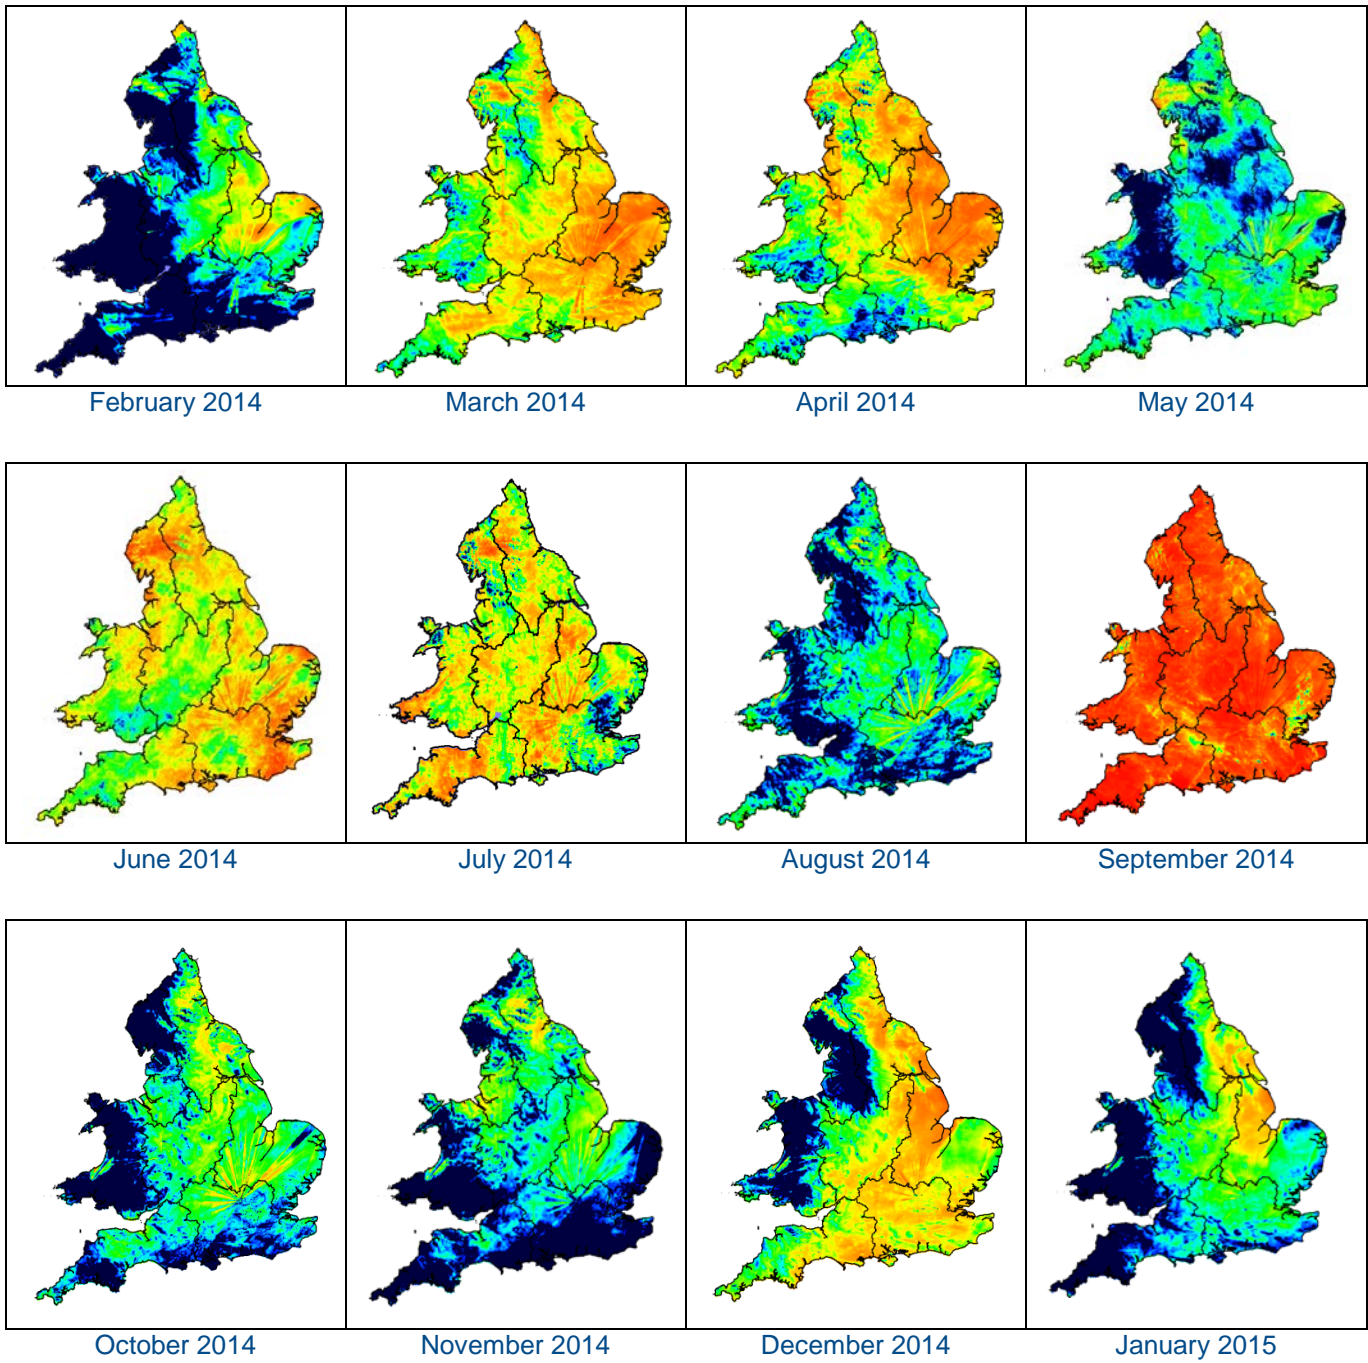 February 2014
March 2014
April 2014
May 2014
June 2014
July 2014
August 2014
September 2014
October 2014
November 2014
December 2014
January 2015